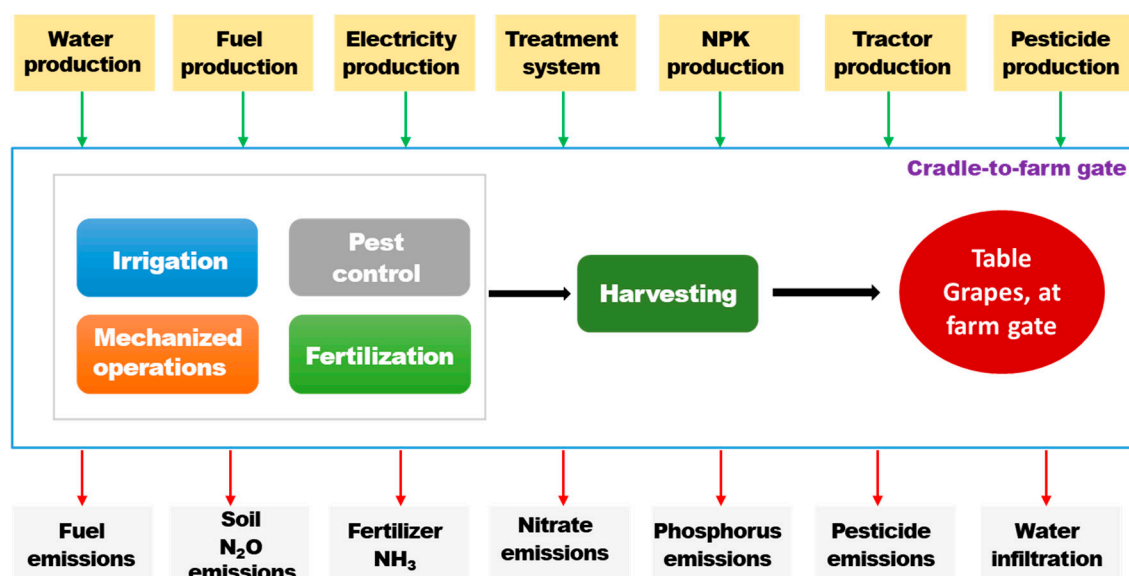 Water
production
Fuel
production
Electricity
production
Treatment
system
NPK
production
Tractor
production
Pesticide
production
Cradle-to-farm gate
Irrigation
Pest
control
Mechanized
operations
Fertilization
Harvesting
Table
Grapes, at
farm gate
Fuel
emissions
Soil
N₂O
emissions
Fertilizer
NH₃
Nitrate
emissions
Phosphorus
emissions
Pesticide
emissions
Water
infiltration